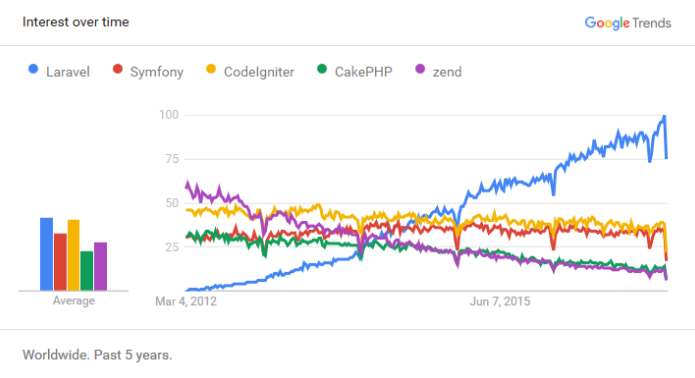 Interest over time
Google Trends
Laravel Symfony CodeIgniter CakePHP zend
100
75
50
25
Average
Mar 4, 2012 Jun 7, 2015
Worldwide. Past 5 years.